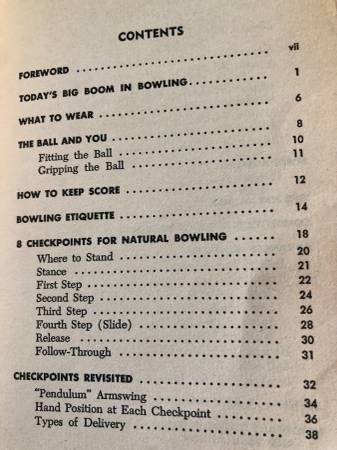 CONTENTS
FOREWORD . . . . . . . . . . . . . . . . . . . . . . vii
TODAY'S BIG BOOM IN BOWLING . . . . . . . . . . 1
WHAT TO WEAR . . . . . . . . . . . . . . . . . . . . 6
THE BALL AND YOU . . . . . . . . . . . . . . . . . . 8
Fitting the Ball . . . . . . . . . . . . . . . . . . 10
Gripping the Ball . . . . . . . . . . . . . . . . . 11
HOW TO KEEP SCORE . . . . . . . . . . . . . . . . 12
BOWLING ETIQUETTE . . . . . . . . . . . . . . . . 14
8 CHECKPOINTS FOR NATURAL BOWLING . . . . . . 18
Where to Stand . . . . . . . . . . . . . . . . . . 20
Stance . . . . . . . . . . . . . . . . . . . . . . . 21
First Step . . . . . . . . . . . . . . . . . . . . . 22
Second Step . . . . . . . . . . . . . . . . . . . . 24
Third Step . . . . . . . . . . . . . . . . . . . . . 26
Fourth Step (Slide) . . . . . . . . . . . . . . . . 28
Release . . . . . . . . . . . . . . . . . . . . . . 30
Follow-Through . . . . . . . . . . . . . . . . . . 31
CHECKPOINTS REVISITED . . . . . . . . . . . . . . 32
"Pendulum" Armswing . . . . . . . . . . . . . . . 34
Hand Position at Each Checkpoint . . . . . . . . . 36
Types of Delivery . . . . . . . . . . . . . . . . . 38